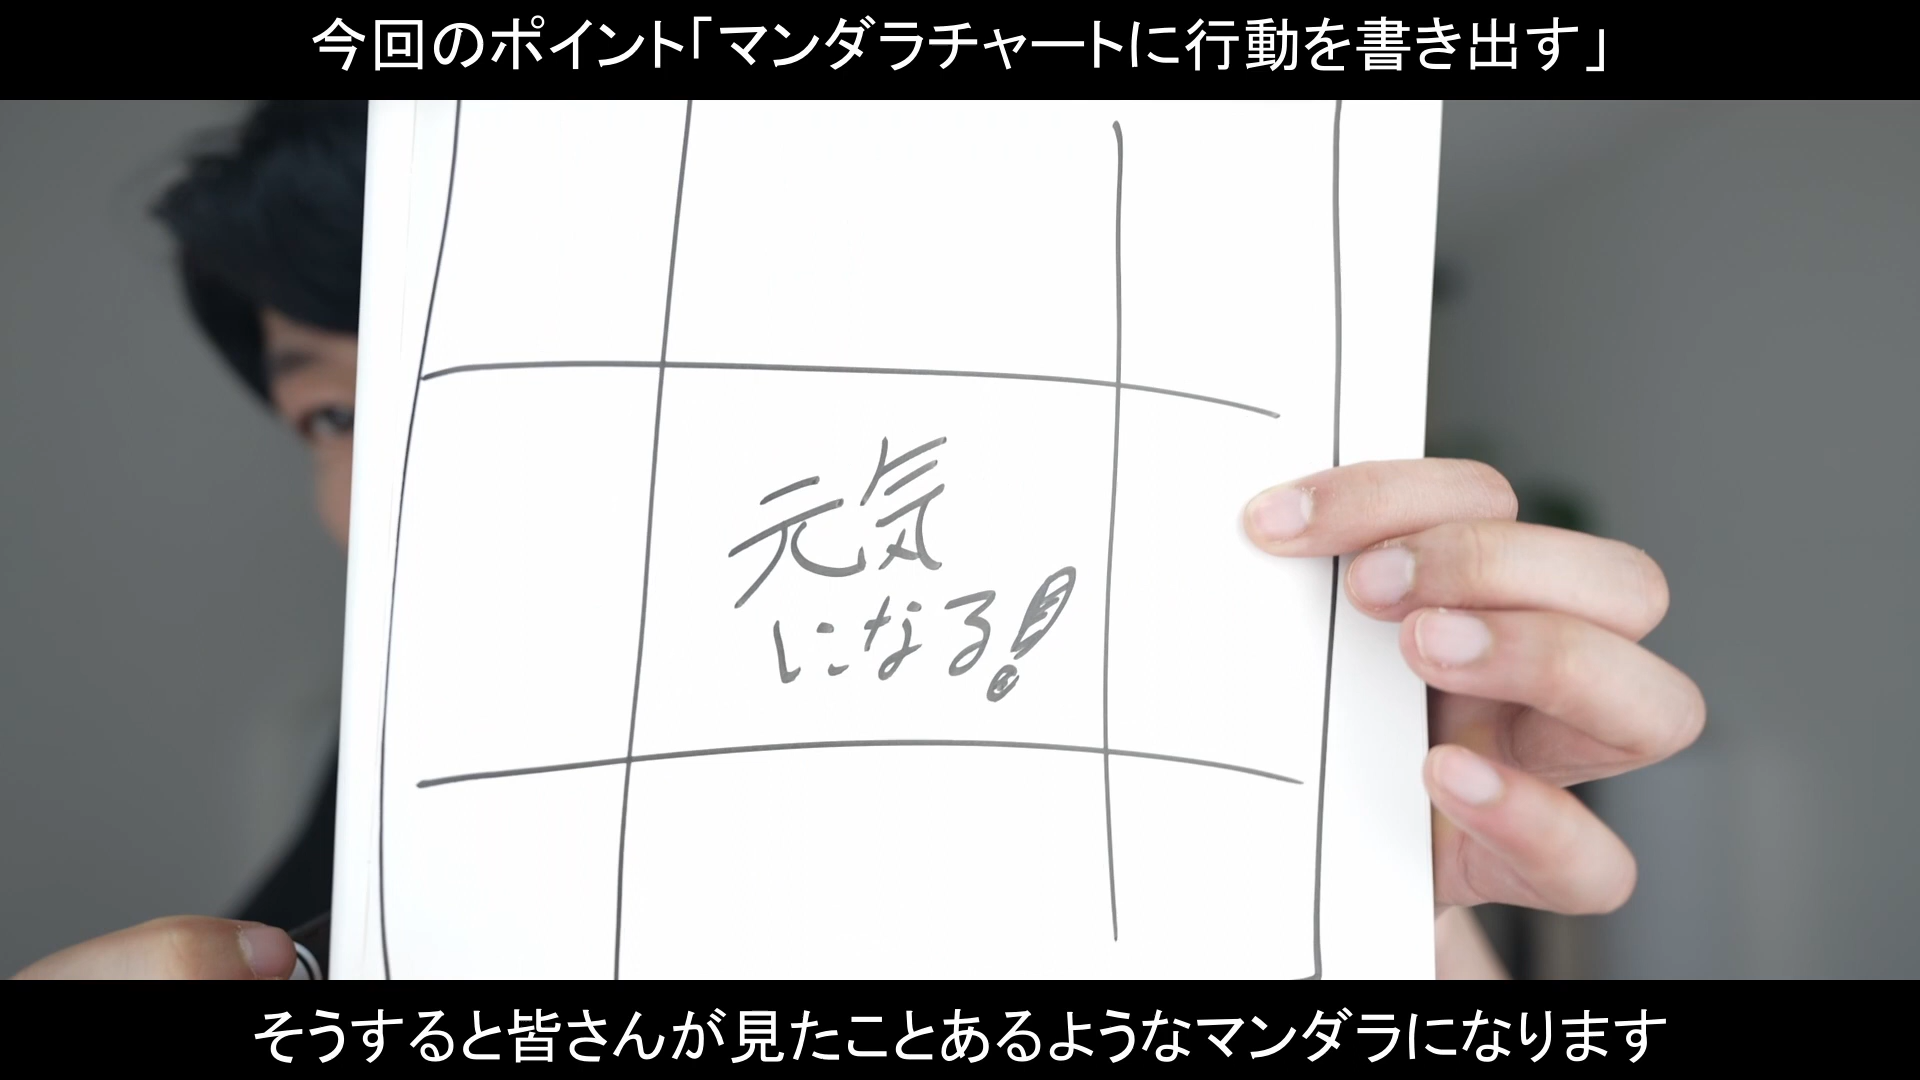 今回のポイント「マンダラチャートに行動を書き出す」
元気
になる!
そうすると皆さんが見たことあるようなマンダラになります